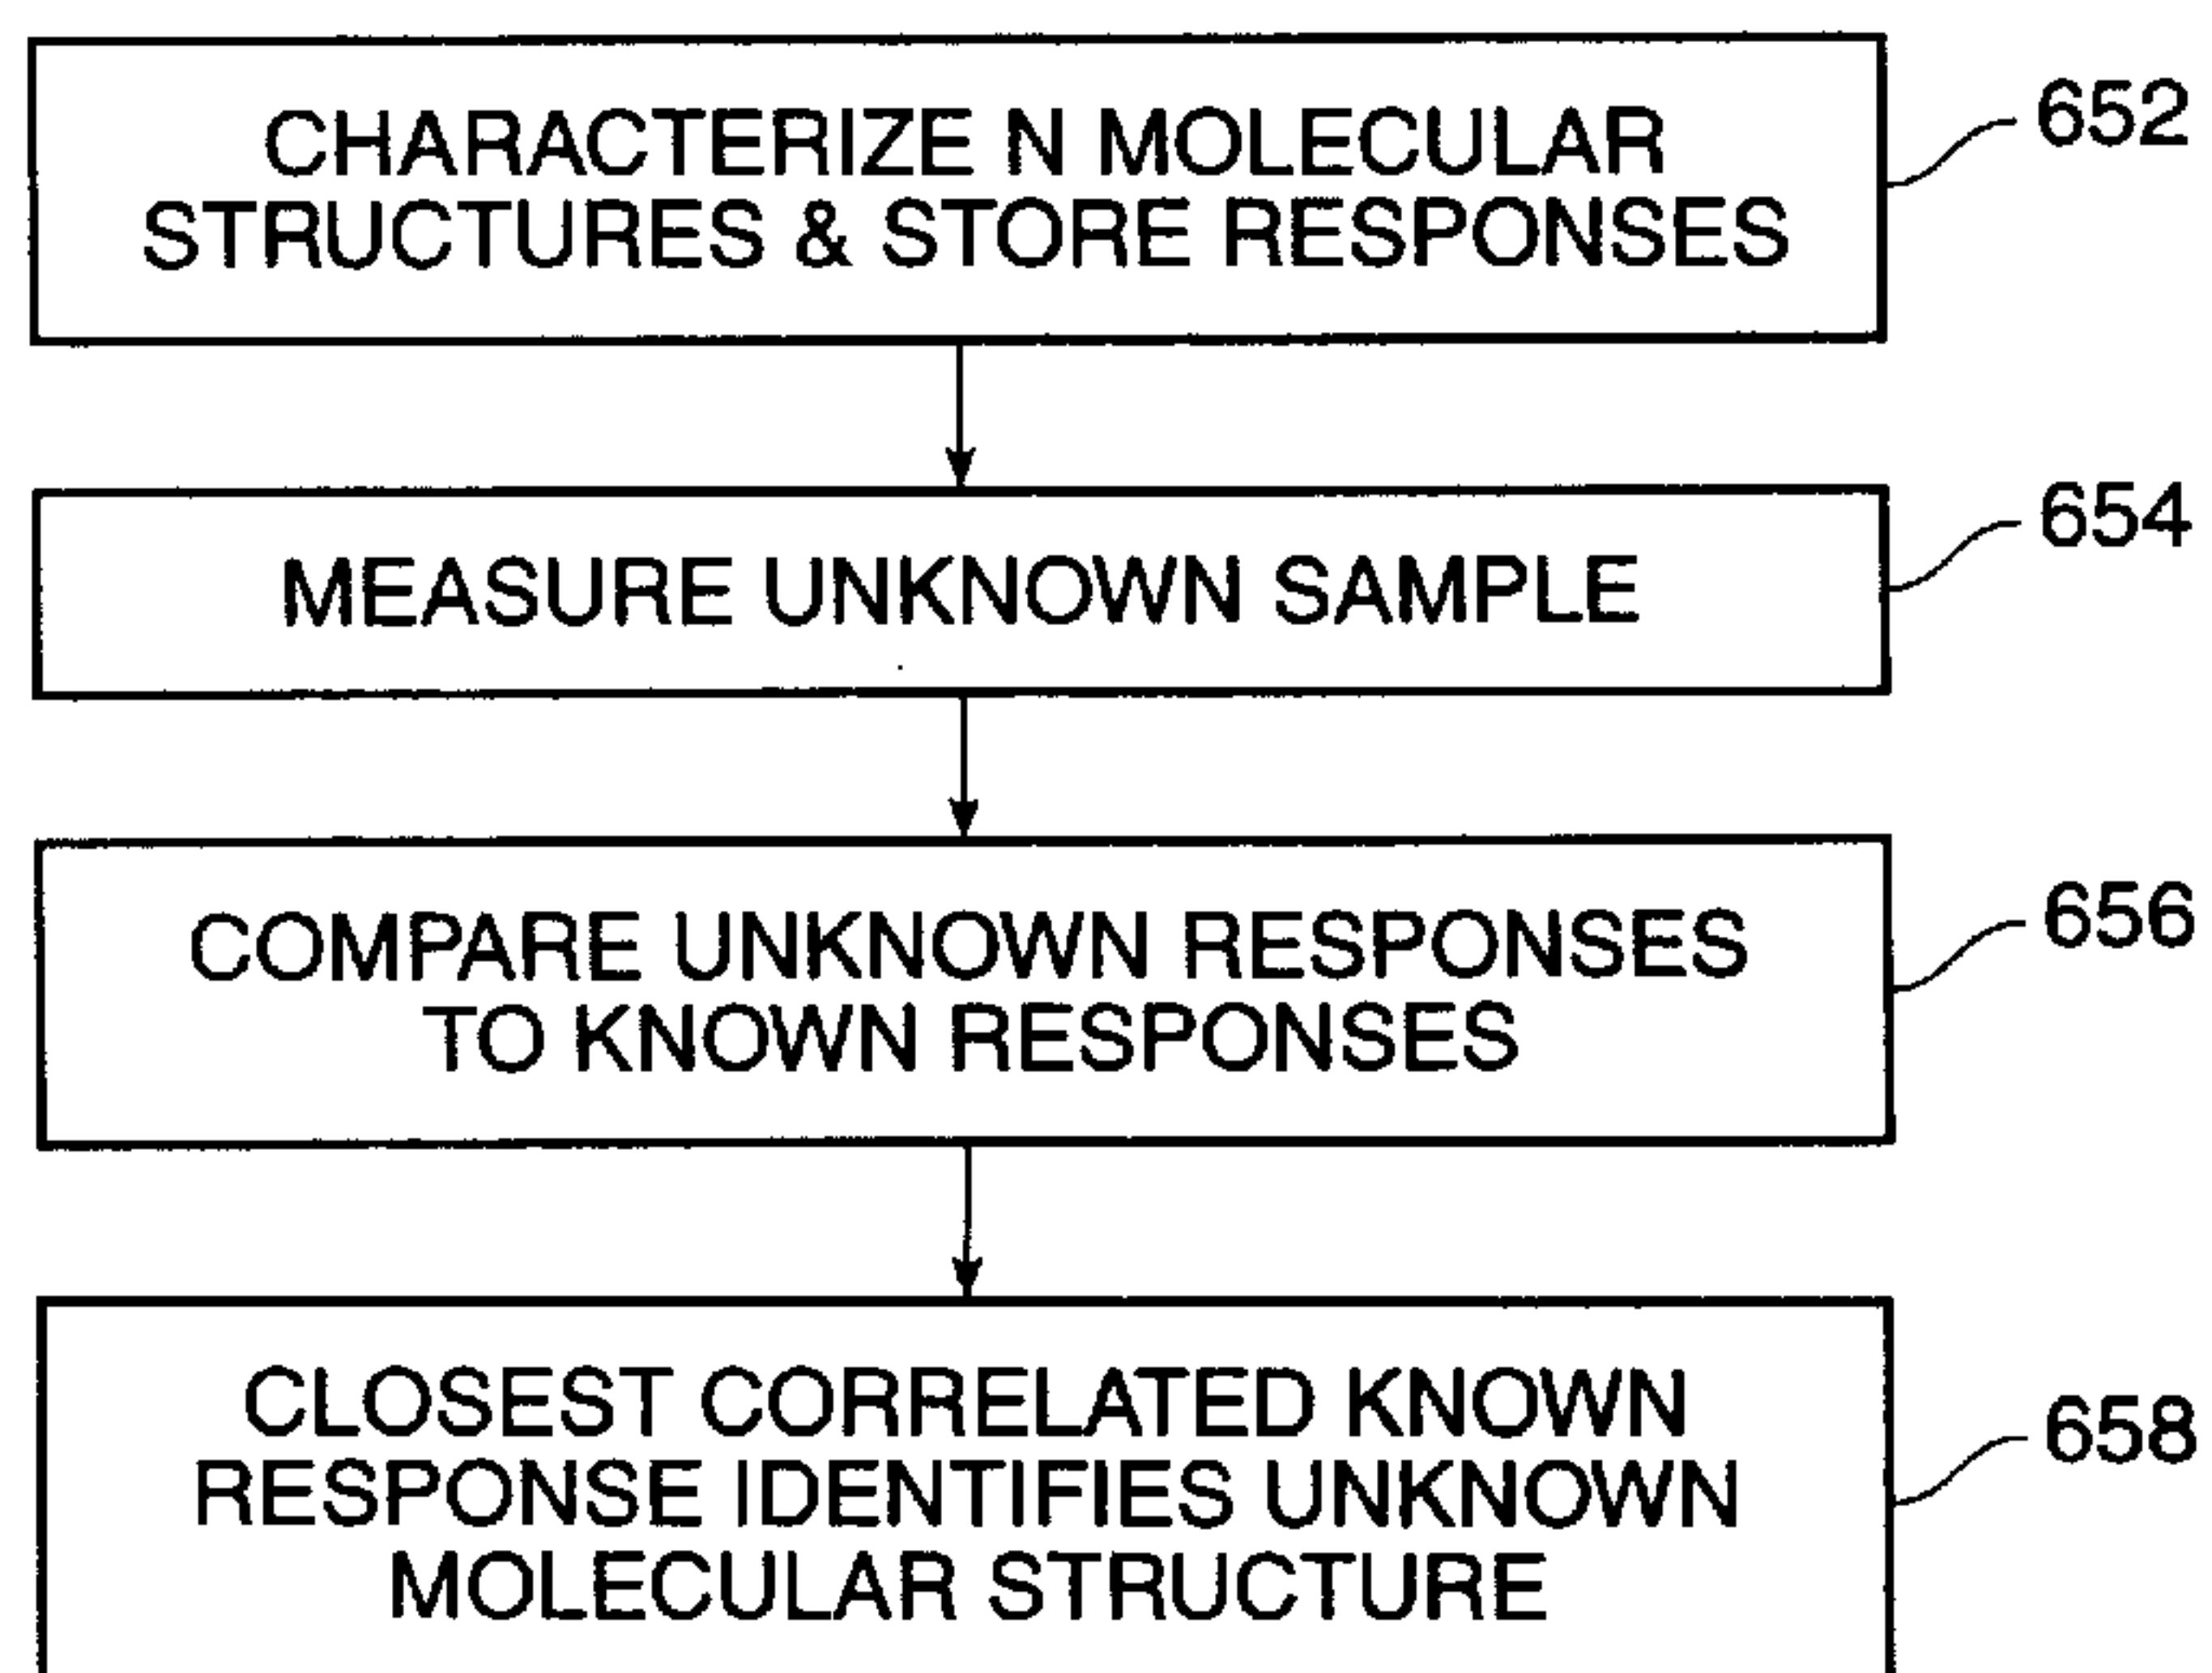 CHARACTERIZE N MOLECULAR
STRUCTURES & STORE RESPONSES
652
MEASURE UNKNOWN SAMPLE
654
COMPARE UNKNOWN RESPONSES
TO KNOWN RESPONSES
656
CLOSEST CORRELATED KNOWN
RESPONSE IDENTIFIES UNKNOWN
MOLECULAR STRUCTURE
658